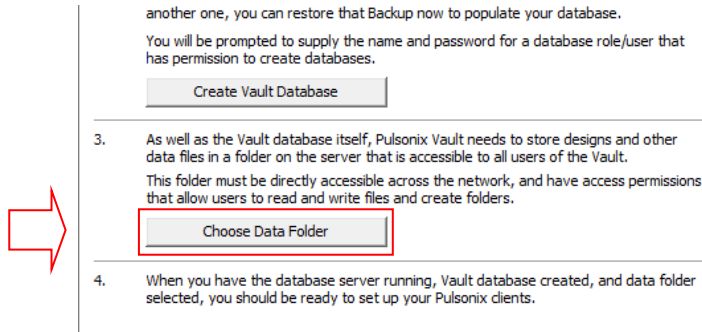 another one, you can restore that Backup now to populate your database.
You will be prompted to supply the name and password for a database role/user that
has permission to create databases.
Create Vault Database
3. As well as the Vault database itself, Pulsonix Vault needs to store designs and other
data files in a folder on the server that is accessible to all users of the Vault.
This folder must be directly accessible across the network, and have access permissions
that allow users to read and write files and create folders.
Choose Data Folder
4. When you have the database server running, Vault database created, and data folder
selected, you should be ready to set up your Pulsonix clients.